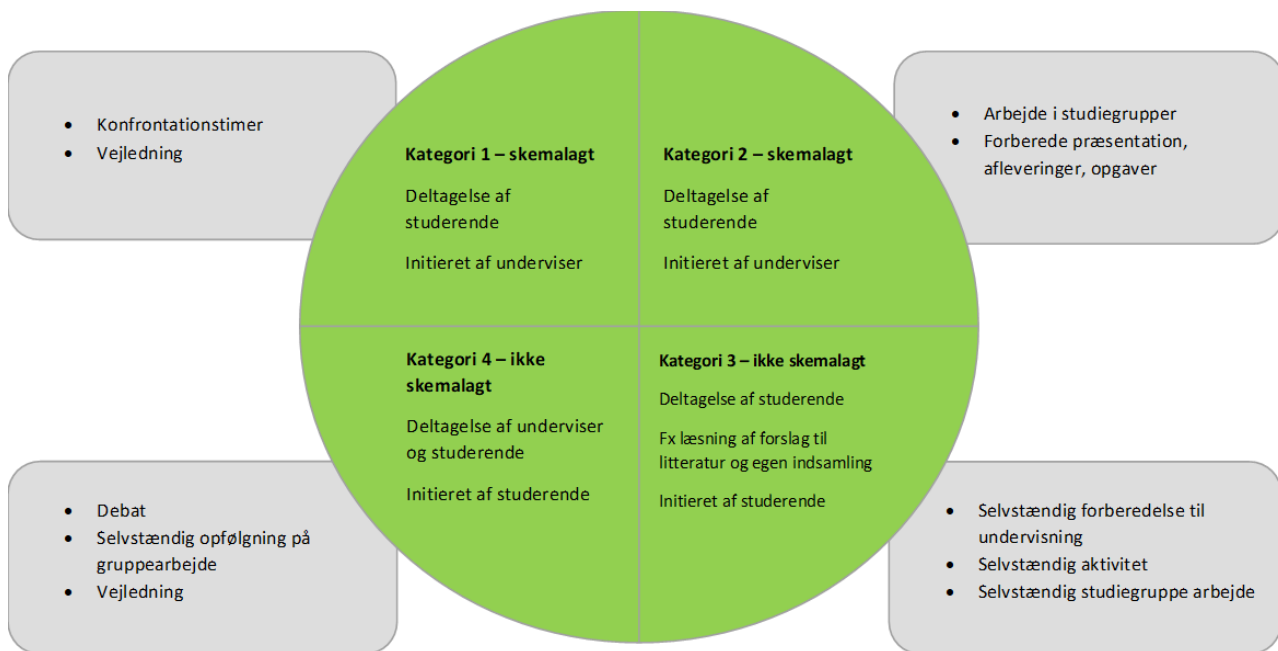 • Konfrontationstimer
• Vejledning
Kategori 1 – skemalagt
Deltagelse af
studerende
Initieret af underviser
Kategori 2 – skemalagt
Deltagelse af
studerende
Initieret af underviser
• Arbejde i studiegrupper
• Forberede præsentation,
afleveringer, opgaver
Kategori 4 – ikke
skemalagt
Deltagelse af underviser
og studerende
Initieret af studerende
Kategori 3 – ikke skemalagt
Deltagelse af studerende
Fx læsning af forslag til
litteratur og egen indsamling
Initieret af studerende
• Debat
• Selvstændig opfølgning på
gruppearbejde
• Vejledning
• Selvstændig forberedelse til
undervisning
• Selvstændig aktivitet
• Selvstændig studiegruppe arbejde